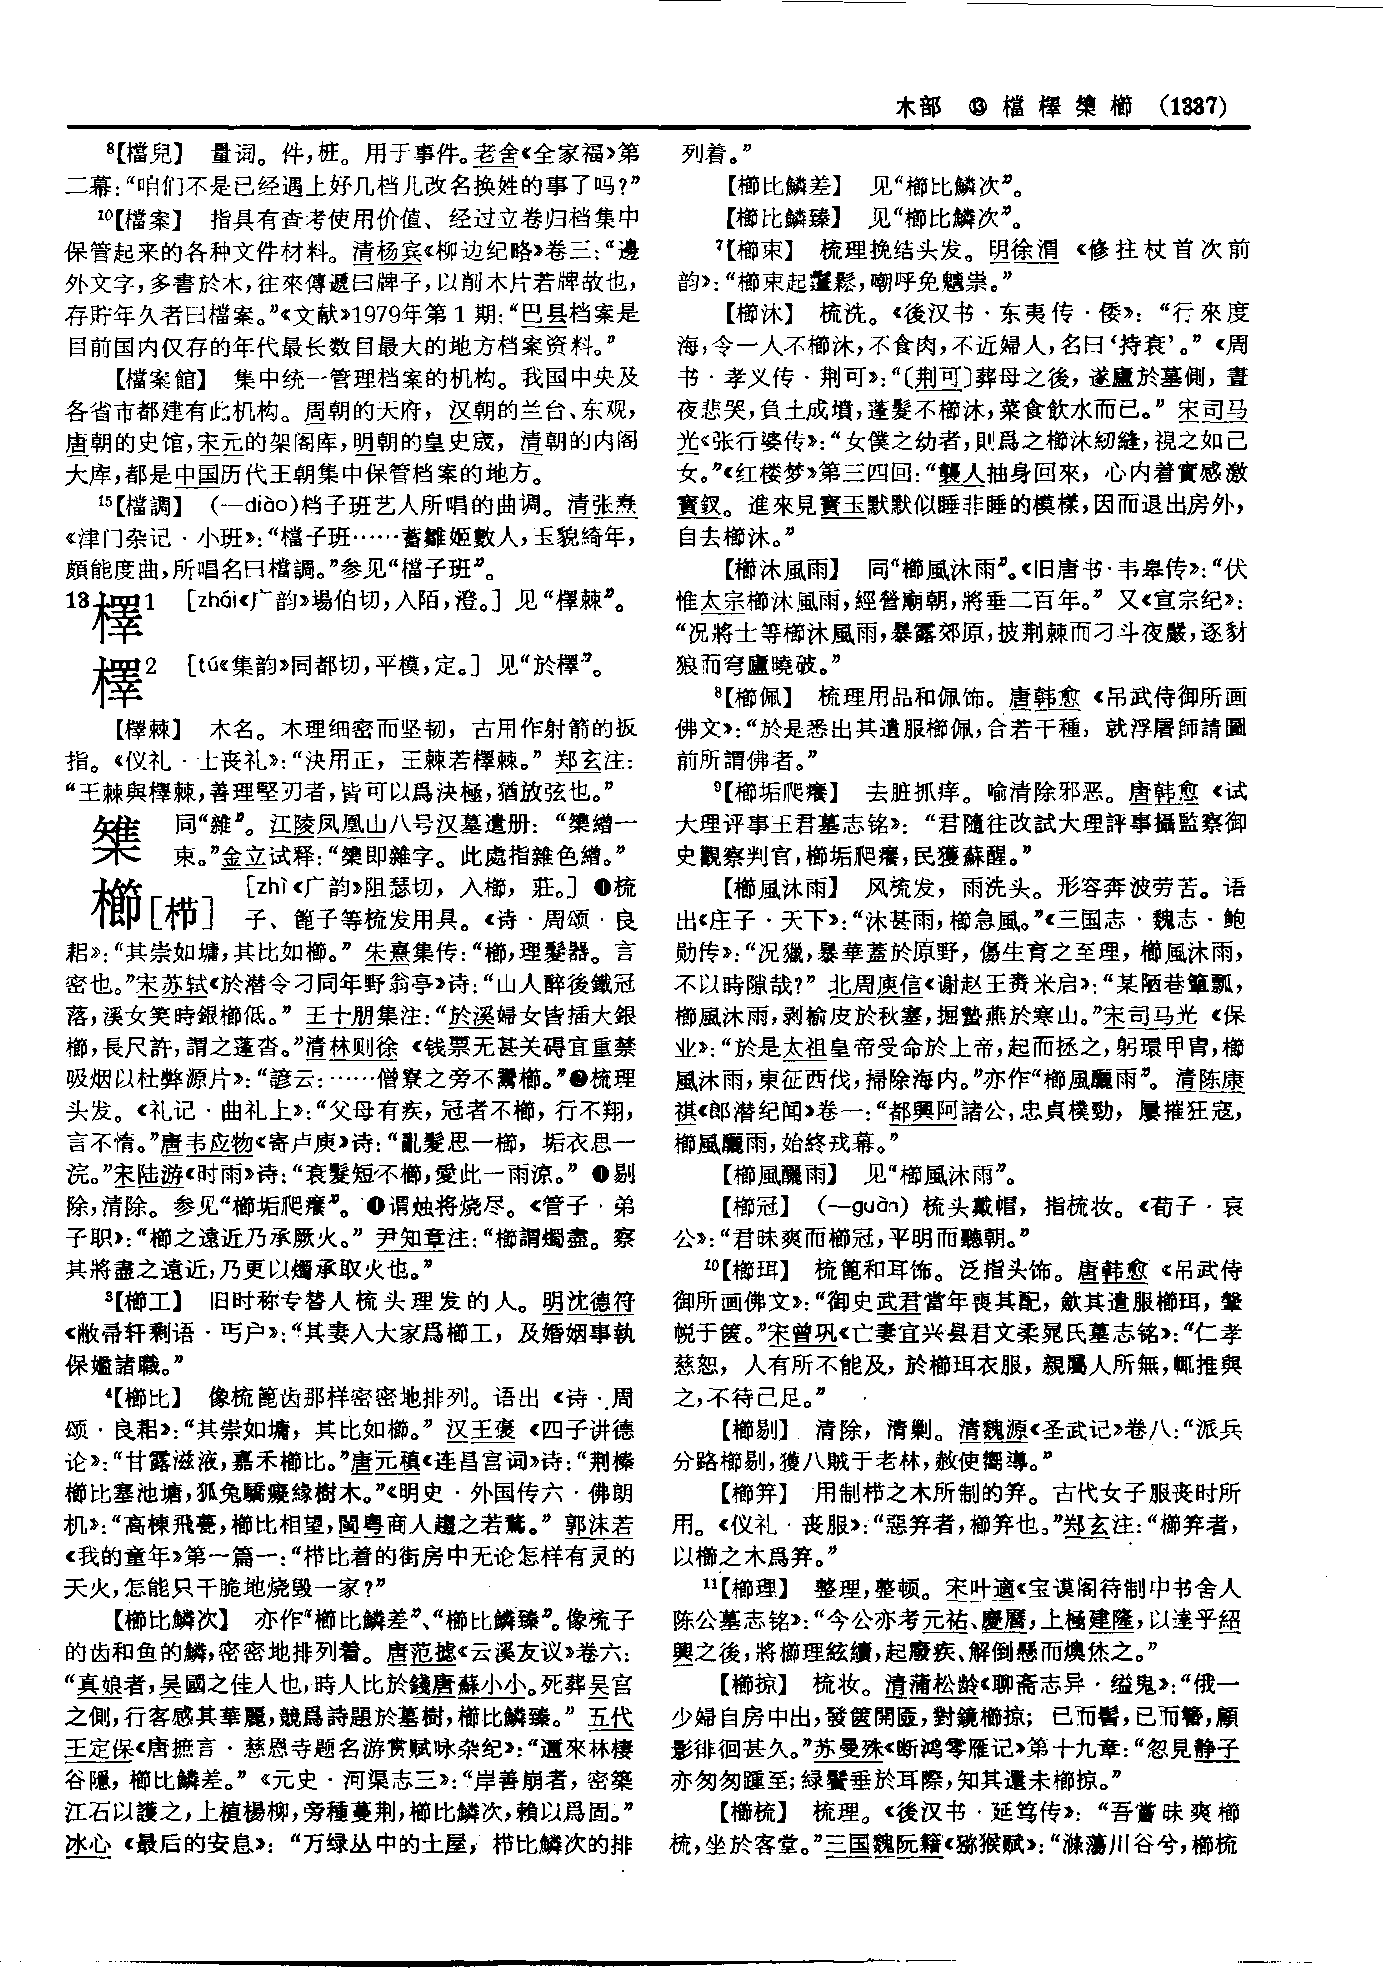 木部 ⑬ 檔 檡 㯾 櫛 (1337)
⁸【檔兒】 量词。件，桩。用于事件。老舍《全家福》第
二幕：“咱们不是已经遇上好几档儿改名换姓的事了吗？”
¹⁰【檔案】 指具有查考使用价值、经过立卷归档集中
保管起来的各种文件材料。清杨宾《柳边纪略》卷三：“邊
外文字，多書於木，往來傳遞曰牌子，以削木片若牌故也，
存貯年久者曰檔案。”《文献》1979年第1期：“巴县档案是
目前国内仅存的年代最长数目最大的地方档案资料。”
【檔案館】 集中统一管理档案的机构。我国中央及
各省市都建有此机构。周朝的天府，汉朝的兰台、东观，
唐朝的史馆，宋元的架阁库，明朝的皇史宬，清朝的内阁
大库，都是中国历代王朝集中保管档案的地方。
¹⁵【檔調】 (—diào)档子班艺人所唱的曲调。清张焘
《津门杂记·小班》：“檔子班……蓄雛姬數人，玉貌綺年，
頗能度曲，所唱名曰檔調。”参见“檔子班”。
13檡1 [zhái《广韵》場伯切，入陌，澄。] 见“檡棘”。
檡2 [tú《集韵》同都切，平模，定。] 见“於檡”。
【檡棘】 木名。木理细密而坚韧，古用作射箭的扳
指。《仪礼·士丧礼》：“決用正，王棘若檡棘。” 郑玄注：
“王棘與檡棘，善理堅刃者，皆可以爲決極，猶放弦也。”
㯾 同“雜”。江陵凤凰山八号汉墓遣册：“㯾繒一
束。”金立试释：“㯾即雜字。此處指雜色繒。”
櫛[栉] [zhì《广韵》阻瑟切，入櫛，莊。] ❶梳
子、篦子等梳发用具。《诗·周颂·良
耜》：“其崇如墉，其比如櫛。” 朱熹集传：“櫛，理髮器。言
密也。”宋苏轼《於潜令刁同年野翁亭》诗：“山人醉後鐵冠
落，溪女笑時銀櫛低。” 王十朋集注：“於溪婦女皆插大銀
櫛，長尺許，謂之蓬沓。”清林则徐《钱票无甚关碍宜重禁
吸烟以杜弊源片》：“諺云：……僧寮之旁不鬻櫛。”❷梳理
头发。《礼记·曲礼上》：“父母有疾，冠者不櫛，行不翔，
言不惰。”唐韦应物《寄卢庾》诗：“亂髮思一櫛，垢衣思一
浣。”宋陆游《时雨》诗：“衰髮短不櫛，愛此一雨涼。” ❸剔
除，清除。参见“櫛垢爬癢”。❹谓烛将烧尽。《管子·弟
子职》：“櫛之遠近乃承厥火。” 尹知章注：“櫛謂燭盡。察
其將盡之遠近，乃更以燭承取火也。”
³【櫛工】 旧时称专替人梳头理发的人。明沈德符
《敝帚轩剩语·丐户》：“其妻入大家爲櫛工，及婚姻事執
保媼諸職。”
⁴【櫛比】 像梳篦齿那样密密地排列。语出《诗·周
颂·良耜》：“其崇如墉，其比如櫛。” 汉王褒《四子讲德
论》：“甘露滋液，嘉禾櫛比。”唐元稹《连昌宫词》诗：“荆榛
櫛比塞池塘，狐兔驕癡緣樹木。”《明史·外国传六·佛朗
机》：“高棟飛甍，櫛比相望，閩粵商人趨之若鶩。” 郭沫若
《我的童年》第一篇一：“栉比着的街房中无论怎样有灵的
天火，怎能只干脆地烧毁一家？”
【櫛比鱗次】 亦作“櫛比鱗差”、“櫛比鱗臻”。像梳子
的齿和鱼的鳞，密密地排列着。唐范摅《云溪友议》卷六：
“真娘者，吴國之佳人也，時人比於錢唐蘇小小。死葬吴宫
之側，行客感其華麗，競爲詩題於墓樹，櫛比鱗臻。” 五代
王定保《唐摭言·慈恩寺题名游赏赋咏杂纪》：“邇來林棲
谷隱，櫛比鱗差。”《元史·河渠志三》：“岸善崩者，密築
江石以護之，上植楊柳，旁種蔓荆，櫛比鱗次，賴以爲固。”
冰心《最后的安息》：“万绿丛中的土屋，栉比鳞次的排
列着。”
【櫛比鱗差】 见“櫛比鱗次”。
【櫛比鱗臻】 见“櫛比鱗次”。
⁷【櫛束】 梳理挽结头发。明徐渭《修拄杖首次前
韵》：“櫛束起鬔鬆，嘲呼免魑祟。”
【櫛沐】 梳洗。《後汉书·东夷传·倭》：“行來度
海，令一人不櫛沐，不食肉，不近婦人，名曰‘持衰’。”《周
书·孝义传·荆可》：“〔荆可〕葬母之後，遂廬於墓側，晝
夜悲哭，負土成墳，蓬髮不櫛沐，菜食飲水而已。” 宋司马
光《张行婆传》：“女僕之幼者，則爲之櫛沐紉縫，視之如己
女。”《红楼梦》第三四回：“襲人抽身回來，心内着實感激
寶釵。進來見寶玉默默似睡非睡的模樣，因而退出房外，
自去櫛沐。”
【櫛沐風雨】 同“櫛風沐雨”。《旧唐书·韦皋传》：“伏
惟太宗櫛沐風雨，經營廟朝，將垂二百年。” 又《宣宗纪》：
“况將士等櫛沐風雨，暴露郊原，披荆棘而刁斗夜嚴，逐豺
狼而穹廬曉破。”
⁸【櫛佩】 梳理用品和佩饰。唐韩愈《吊武侍御所画
佛文》：“於是悉出其遺服櫛佩，合若干種，就浮屠師請圖
前所謂佛者。”
⁹【櫛垢爬癢】 去脏抓痒。喻清除邪恶。唐韩愈《试
大理评事王君墓志铭》：“君隨往改試大理評事攝監察御
史觀察判官，櫛垢爬癢，民獲蘇醒。”
【櫛風沐雨】 风梳发，雨洗头。形容奔波劳苦。语
出《庄子·天下》：“沐甚雨，櫛急風。”《三国志·魏志·鲍
勋传》：“况獵，暴華蓋於原野，傷生育之至理，櫛風沐雨，
不以時隙哉？” 北周庾信《谢赵王赉米启》：“某陋巷簞瓢，
櫛風沐雨，剥榆皮於秋塞，掘蟄燕於寒山。”宋司马光《保
业》：“於是太祖皇帝受命於上帝，起而拯之，躬環甲胄，櫛
風沐雨，東征西伐，掃除海内。”亦作“櫛風釃雨”。清陈康
祺《郎潜纪闻》卷一：“都興阿諸公，忠貞樸勁，屢摧狂寇，
櫛風釃雨，始終戎幕。”
【櫛風釃雨】 见“櫛風沐雨”。
【櫛冠】 (—guàn) 梳头戴帽，指梳妆。《荀子·哀
公》：“君昧爽而櫛冠，平明而聽朝。”
¹⁰【櫛珥】 梳篦和耳饰。泛指头饰。唐韩愈《吊武侍
御所画佛文》：“御史武君當年喪其配，斂其遺服櫛珥，鞶
帨于篋。”宋曾巩《亡妻宜兴县君文柔晁氏墓志铭》：“仁孝
慈恕，人有所不能及，於櫛珥衣服，親屬人所無，輒推與
之，不待己足。”
【櫛剔】 清除，清剿。清魏源《圣武记》卷八：“派兵
分路櫛剔，獲八賊于老林，赦使嚮導。”
【櫛笄】 用制栉之木所制的笄。古代女子服丧时所
用。《仪礼·丧服》：“惡笄者，櫛笄也。”郑玄注：“櫛笄者，
以櫛之木爲笄。”
¹¹【櫛理】 整理，整顿。宋叶適《宝谟阁待制中书舍人
陈公墓志铭》：“今公亦考元祐、慶曆，上極建隆，以達乎紹
興之後，將櫛理絃續，起廢疾、解倒懸而燠休之。”
【櫛掠】 梳妆。清蒲松龄《聊斋志异·缢鬼》：“俄一
少婦自房中出，發篋開匳，對鏡櫛掠；已而髻，已而簪，顧
影徘徊甚久。”苏曼殊《断鸿零雁记》第十九章：“忽見静子
亦匆匆踵至；緑鬟垂於耳際，知其還未櫛掠。”
【櫛梳】 梳理。《後汉书·延笃传》：“吾嘗昧爽櫛
梳，坐於客堂。”三国魏阮籍《猕猴赋》：“滌蕩川谷兮，櫛梳